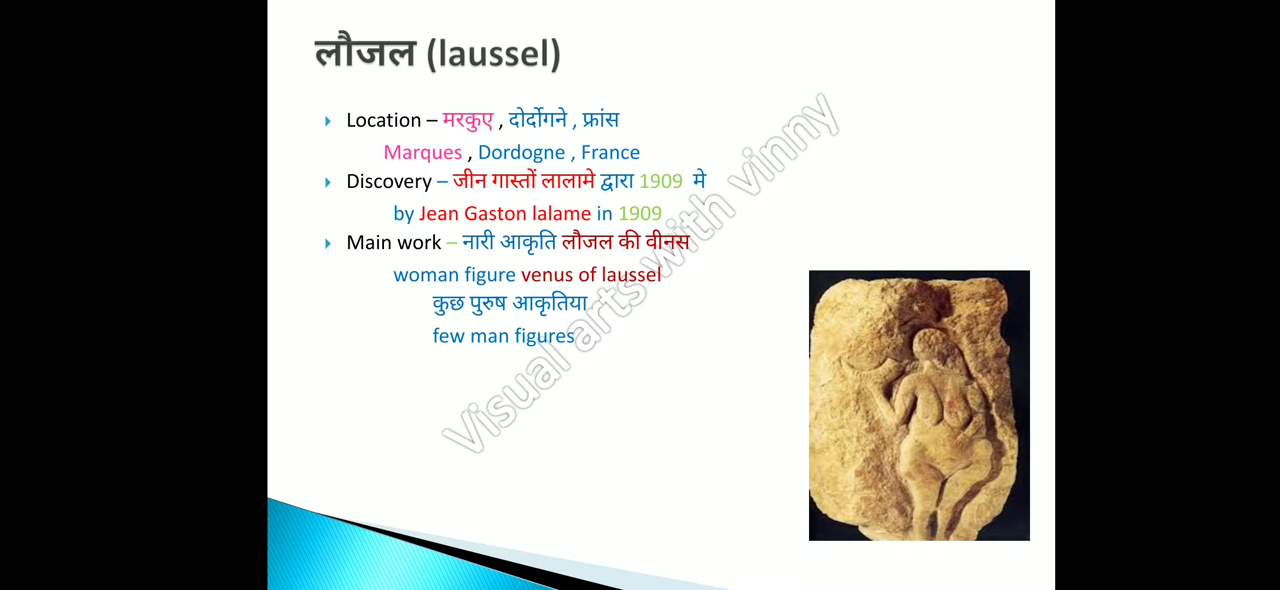 लौजल (laussel)
Location – मरकुए , दोर्दोगने , फ्रांस
Marques , Dordogne , France
Discovery – जीन गास्तों लालामे द्वारा 1909 मे
by Jean Gaston lalame in 1909
Main work – नारी आकृति लौजल की वीनस
woman figure venus of laussel
कुछ पुरुष आकृतिया
few man figures
Visual arts with vinny